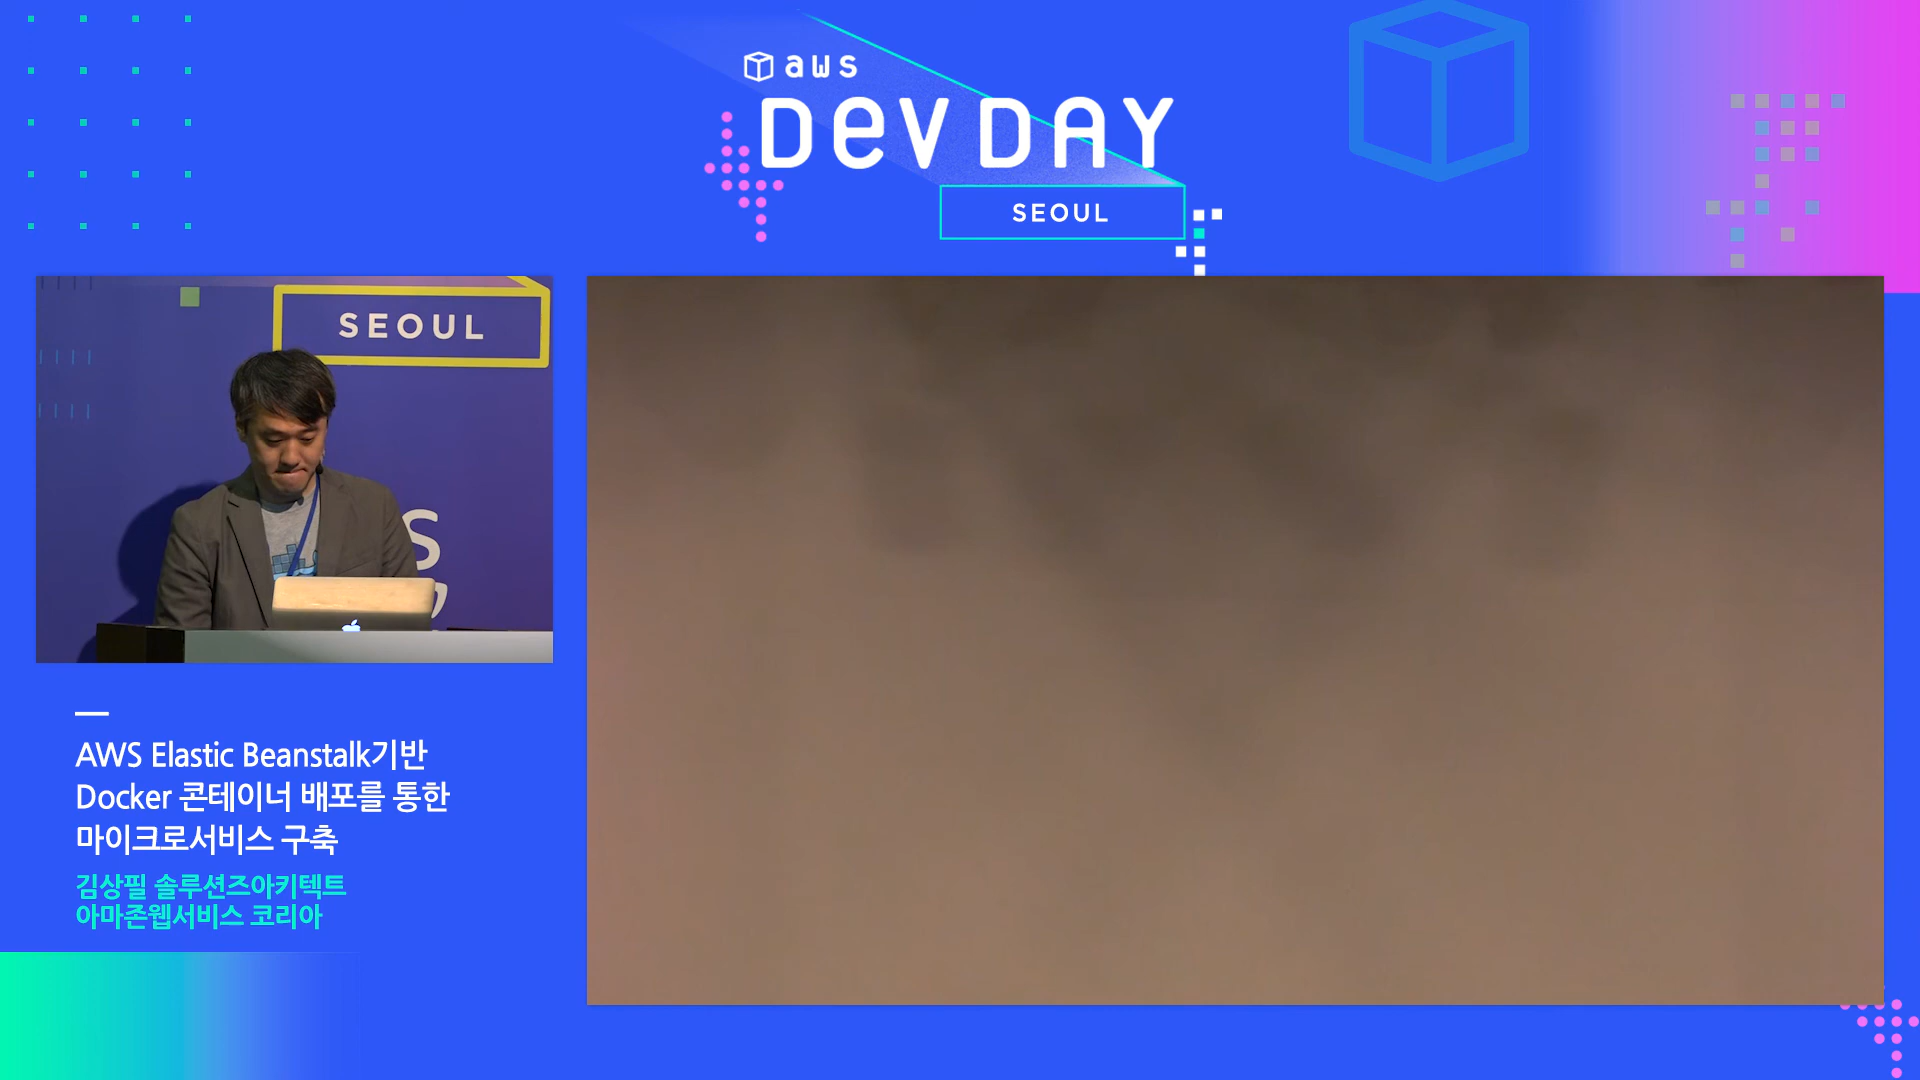 aws
DeV DAY
SEOUL
SEOUL
S
AWS Elastic Beanstalk기반
Docker 콘테이너 배포를 통한
마이크로서비스 구축
김상필 솔루션즈아키텍트
아마존웹서비스 코리아